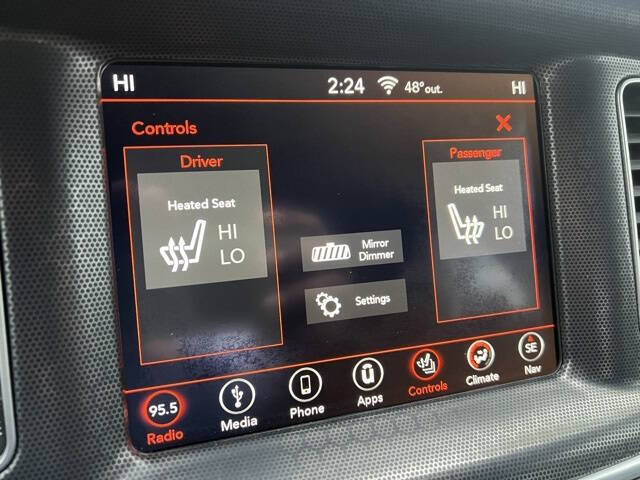 HI 2:24 48°out. HI
Controls
Driver
Heated Seat
HI
LO
Passenger
Heated Seat
HI
LO
Mirror
Dimmer
Settings
95.5
Radio
Media
Phone
Apps
Controls
Climate
SE
Nav